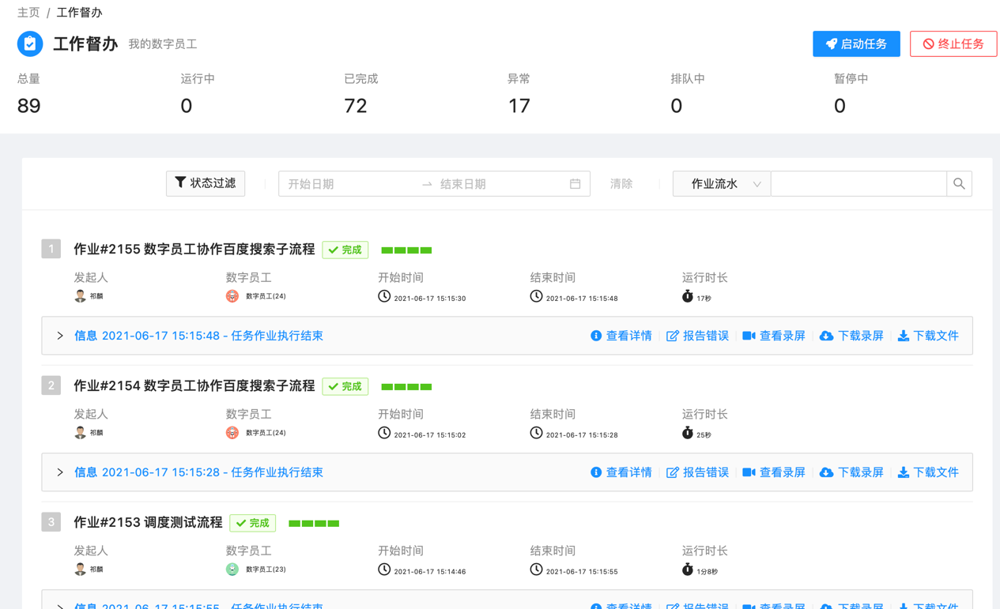 主页 / 工作督办
工作督办 我的数字员工 启动任务 终止任务
总量 运行中 已完成 异常 排队中 暂停中
89 0 72 17 0 0
状态过滤 开始日期 → 结束日期 清除 作业流水
1 作业#2155 数字员工协作百度搜索子流程 完成
发起人 数字员工 开始时间 结束时间 运行时长
祁麟 数字员工(24) 2021-06-17 15:15:30 2021-06-17 15:15:48 17秒
信息 2021-06-17 15:15:48 - 任务作业执行结束 查看详情 报告错误 查看录屏 下载录屏 下载文件
2 作业#2154 数字员工协作百度搜索子流程 完成
发起人 数字员工 开始时间 结束时间 运行时长
祁麟 数字员工(24) 2021-06-17 15:15:02 2021-06-17 15:15:28 25秒
信息 2021-06-17 15:15:28 - 任务作业执行结束 查看详情 报告错误 查看录屏 下载录屏 下载文件
3 作业#2153 调度测试流程 完成
发起人 数字员工 开始时间 结束时间 运行时长
祁麟 数字员工(23) 2021-06-17 15:14:46 2021-06-17 15:15:55 1分8秒
信息 2021-06-17 15:15:55 - 任务作业执行结束 查看详情 报告错误 查看录屏 下载录屏 下载文件